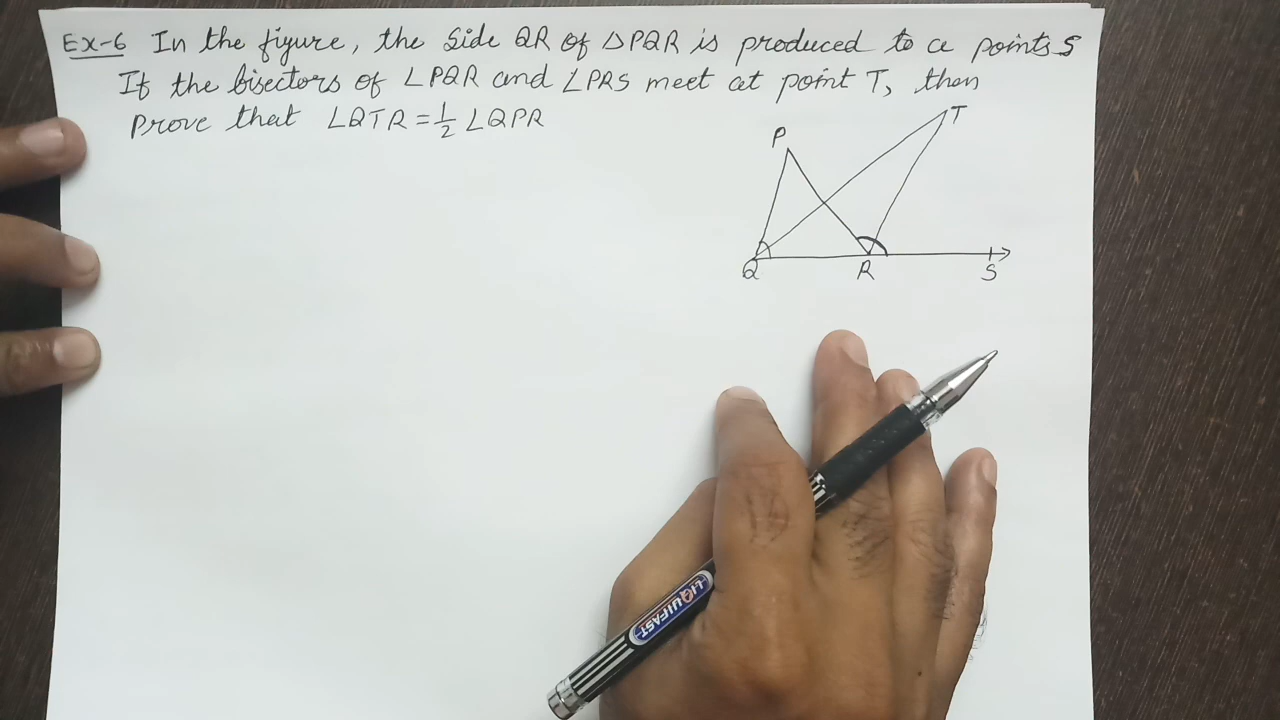 Ex-6 In the figure, the side QR of △PQR is produced to a points S
If the bisectors of ∠PQR and ∠PRS meet at point T, then
Prove that ∠QTR = 1/2 ∠QPR
T
P
Q
R
S
LIQUIFAST